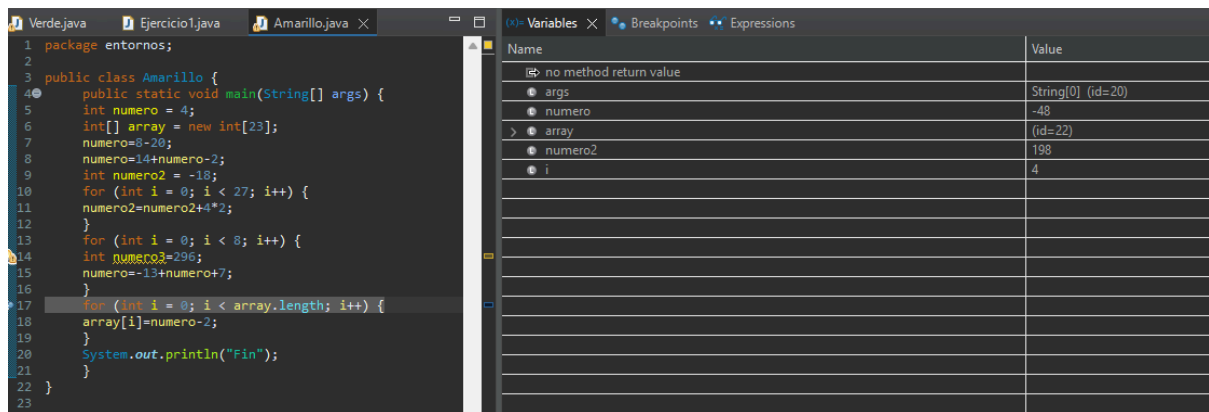 Verde.java Ejercicio1.java Amarillo.java
1 package entornos;
2
3 public class Amarillo {
4 public static void main(String[] args) {
5 int numero = 4;
6 int[] array = new int[23];
7 numero=8-20;
8 numero=14+numero-2;
9 int numero2 = -18;
10 for (int i = 0; i < 27; i++) {
11 numero2=numero2+4*2;
12 }
13 for (int i = 0; i < 8; i++) {
14 int numero3=296;
15 numero=-13+numero+7;
16 }
17 for (int i = 0; i < array.length; i++) {
18 array[i]=numero-2;
19 }
20 System.out.println("Fin");
21 }
22 }
23
(x)= Variables Breakpoints Expressions
Name Value
no method return value
args String[0] (id=20)
numero -48
array (id=22)
numero2 198
i 4